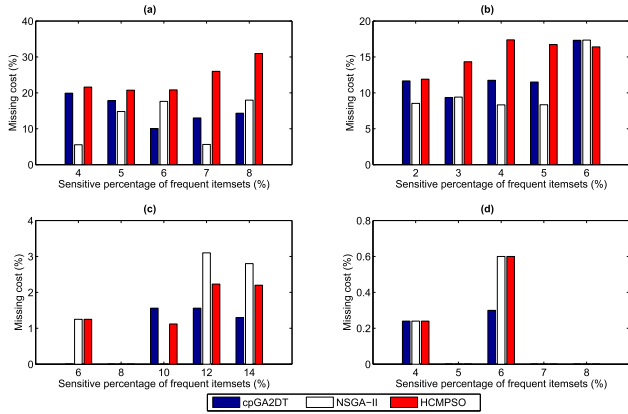 (a)
Missing cost (%)
40
30
20
10
0
4 5 6 7 8
Sensitive percentage of frequent itemsets (%)
(b)
Missing cost (%)
20
15
10
5
0
2 3 4 5 6
Sensitive percentage of frequent itemsets (%)
(c)
Missing cost (%)
4
3
2
1
0
6 8 10 12 14
Sensitive percentage of frequent itemsets (%)
(d)
Missing cost (%)
0.8
0.6
0.4
0.2
0
4 5 6 7 8
Sensitive percentage of frequent itemsets (%)
cpGA2DT NSGA−II HCMPSO